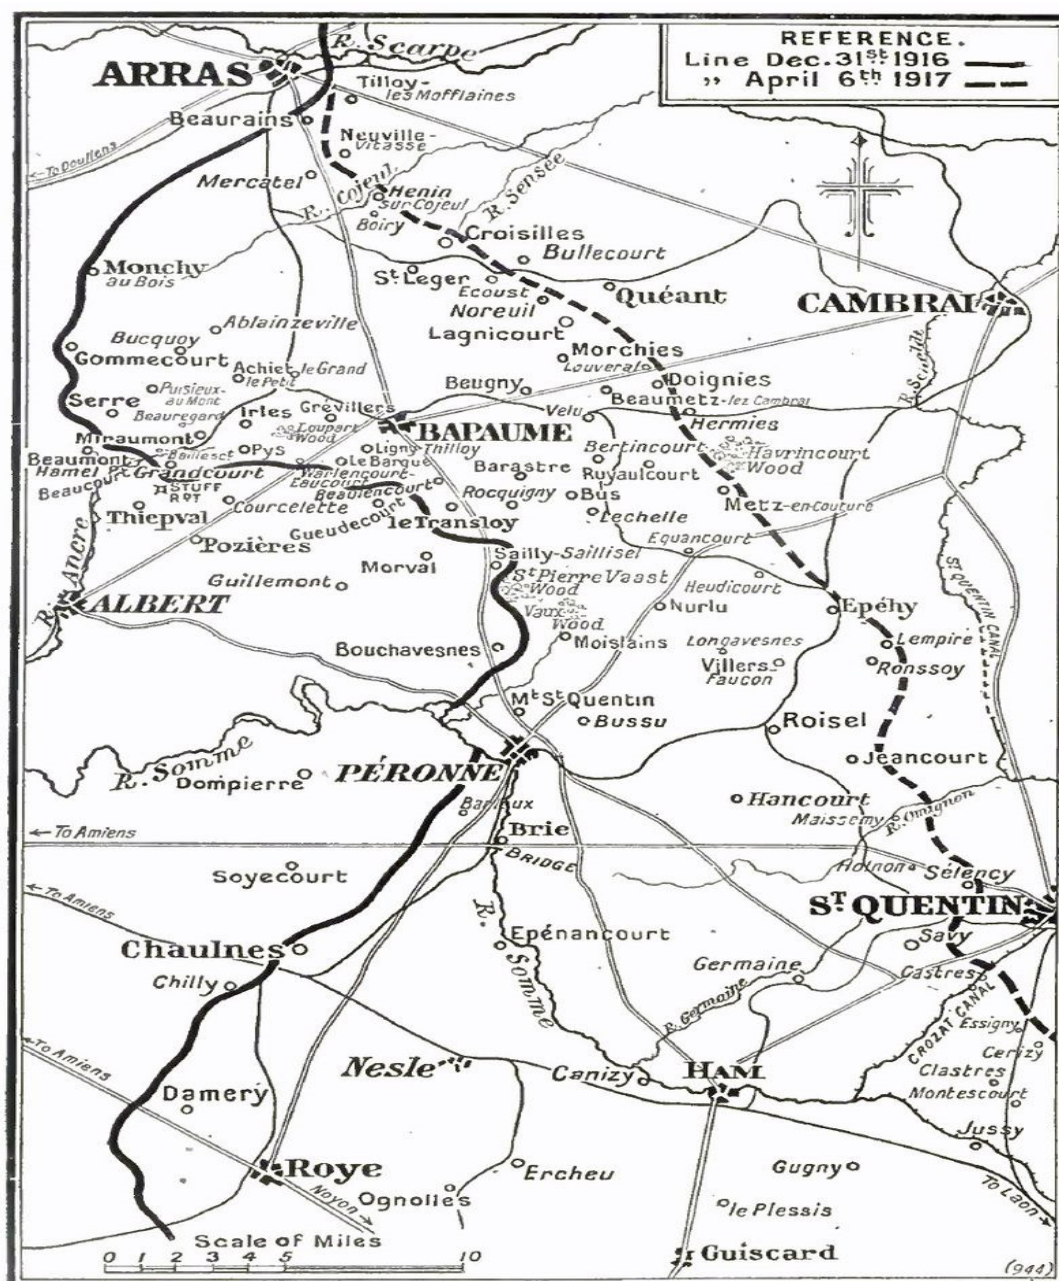 REFERENCE.
Line Dec. 31st 1916
„ April 6th 1917
R. Scarpe
ARRAS
Tilloy-
les Mofflaines
Beaurains
Neuville-
Vitasse
← To Doullens
Mercatel
R. Cojeul
Henin
sur Cojeul
R. Sensée
Boiry
Croisilles
Bullecourt
Monchy
au Bois
St Leger
Ecoust
Quéant
Noreuil
CAMBRAI
Ablainzeville
Lagnicourt
Bucquoy
Gommecourt
Morchies
Louveral
R. Scheldt
Achiet le Grand
le Petit
Beugny
Doignies
Puisieux-
au Mont
Beaumetz-lez Cambrai
Serre
Beauregard
Irles
Grévillers
Velu
Hermies
Loupart
Wood
BAPAUME
Miraumont
Bertincourt
Havrincourt
Wood
Pys
Ligny-Thilloy
Beaumont
Hamel
Grandcourt
Le Barque
Barastre
Ruyaulcourt
Warlencourt
Eaucourt
Beaucourt
STUFF
RDT
Beaulencourt
Rocquigny
Bus
Metz-en-Couture
Thiepval
Courcelette
Gueudecourt
le Transloy
Lechelle
Pozières
Equancourt
R. Ancre
Morval
Sailly-Saillisel
ST QUENTIN CANAL
Guillemont
St Pierre Vaast
Wood
Heudicourt
ALBERT
Vaux
Wood
Nurlu
Epéhy
Bouchavesnes
Moislains
Longavesnes
Lempire
Villers
Faucon
Ronssoy
Mt St Quentin
Bussu
Roisel
R. Somme
PÉRONNE
Jeancourt
Dompierre
Hancourt
R. Omignon
Maissemy
← To Amiens
Brie
BRIDGE
Holnon
Sélency
Soyecourt
← To Amiens
ST QUENTIN
Epénancourt
Savy
Chaulnes
R. Somme
Germaine
Castres
Chilly
R. Germaine
CROZAT CANAL
Essigny
← To Amiens
Cerizy
Nesle
Canizy
HAM
Clastres
Montescourt
Damery
Jussy
Roye
Ercheu
Gugny
Noyon →
Ognolles
le Plessis
To Laon →
Scale of Miles
0 1 2 3 4 5 10
Guiscard
(944)